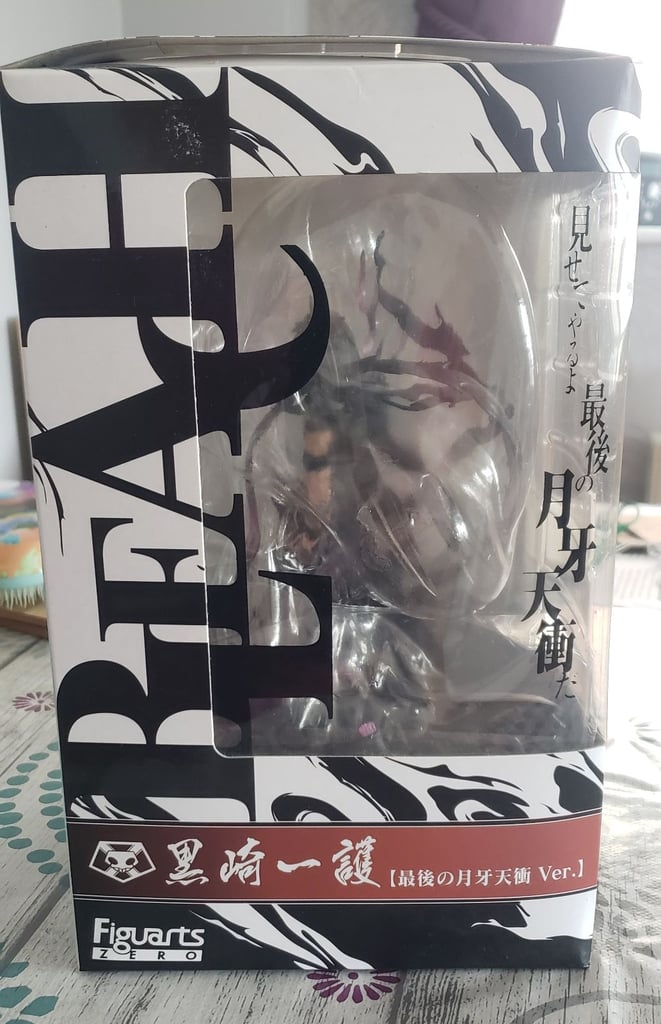 BLEACH
見せてやるよ
最後の
月牙
天衝だ
黒崎一護【最後の月牙天衝 Ver.】
Figuarts
ZERO